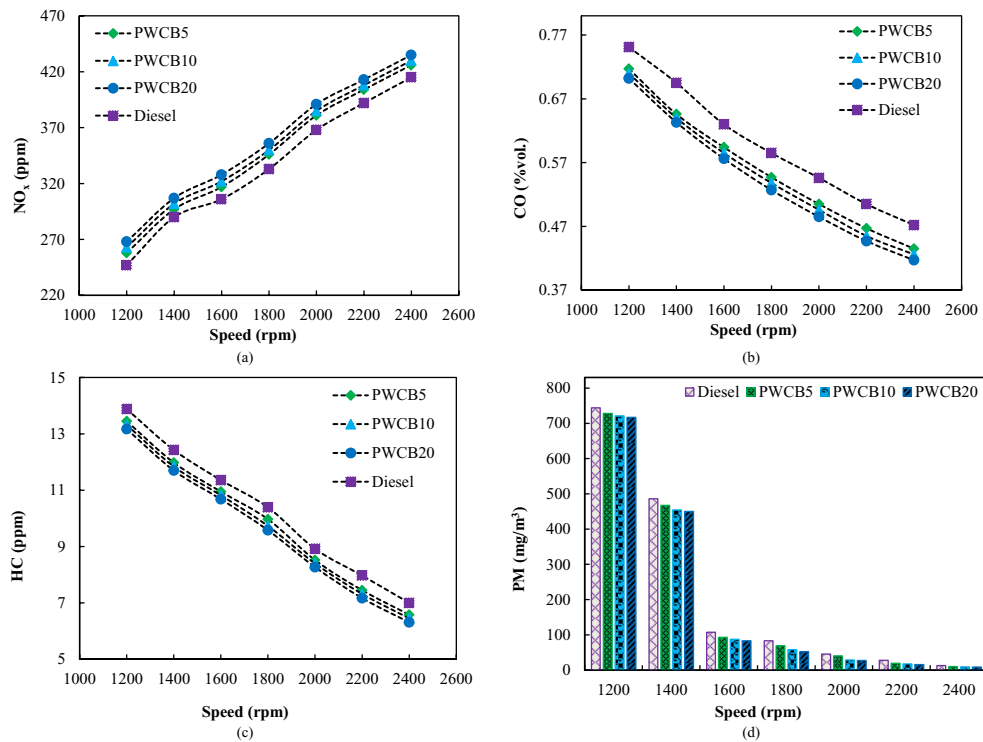 470
420
370
320
270
220
NOx (ppm)
PWCB5
PWCB10
PWCB20
Diesel
1000 1200 1400 1600 1800 2000 2200 2400 2600
Speed (rpm)
(a)
0.77
0.67
0.57
0.47
0.37
CO (%vol.)
PWCB5
PWCB10
PWCB20
Diesel
1000 1200 1400 1600 1800 2000 2200 2400 2600
Speed (rpm)
(b)
15
13
11
9
7
5
HC (ppm)
PWCB5
PWCB10
PWCB20
Diesel
1000 1200 1400 1600 1800 2000 2200 2400 2600
Speed (rpm)
(c)
800
700
600
500
400
300
200
100
0
PM (mg/m³)
Diesel PWCB5 PWCB10 PWCB20
1200 1400 1600 1800 2000 2200 2400
Speed (rpm)
(d)